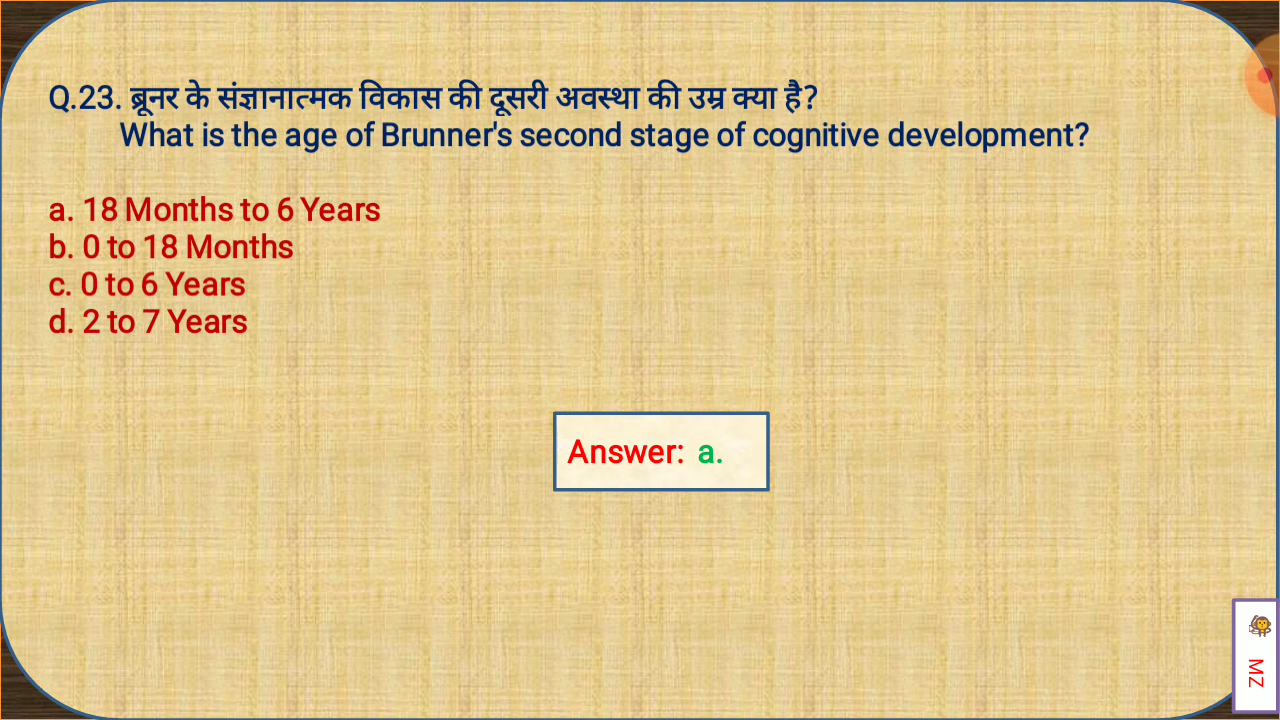 Q.23. ब्रूनर के संज्ञानात्मक विकास की दूसरी अवस्था की उम्र क्या है?
What is the age of Brunner's second stage of cognitive development?
a. 18 Months to 6 Years
b. 0 to 18 Months
c. 0 to 6 Years
d. 2 to 7 Years
Answer: a.
MZ